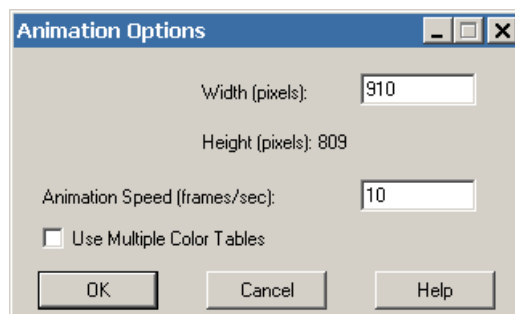 Animation Options
Width (pixels): 910
Height (pixels): 809
Animation Speed (frames/sec): 10
Use Multiple Color Tables
OK Cancel Help